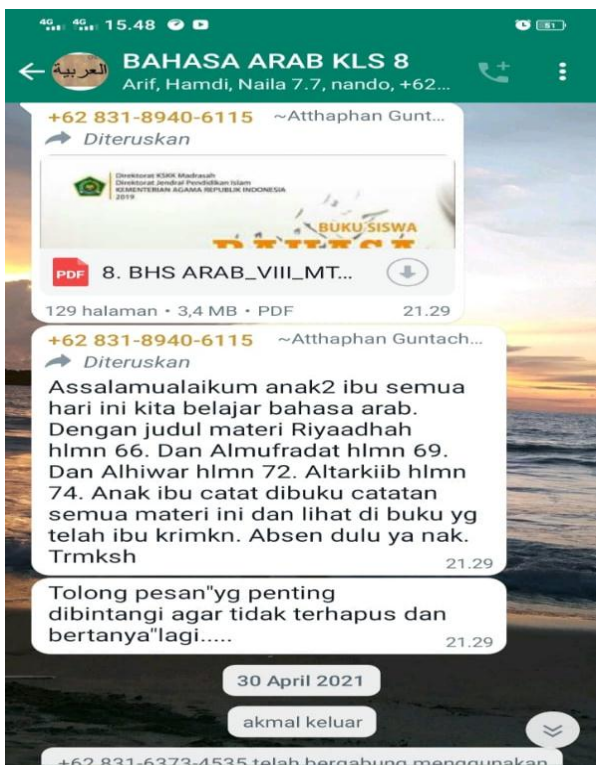 4G 4G 15.48 51
العربية
BAHASA ARAB KLS 8
Arif, Hamdi, Naila 7.7, nando, +62...
+62 831-8940-6115 ~Atthaphan Gunt...
Diteruskan
Direktorat KSKK Madrasah
Direktorat Jendral Pendidikan Islam
KEMENTERIAN AGAMA REPUBLIK INDONESIA
2019
BUKU SISWA
BAHASA
PDF 8. BHS ARAB_VIII_MT...
129 halaman • 3,4 MB • PDF 21.29
+62 831-8940-6115 ~Atthaphan Guntach...
Diteruskan
Assalamualaikum anak2 ibu semua
hari ini kita belajar bahasa arab.
Dengan judul materi Riyaadhah
hlmn 66. Dan Almufradat hlmn 69.
Dan Alhiwar hlmn 72. Altarkiib hlmn
74. Anak ibu catat dibuku catatan
semua materi ini dan lihat di buku yg
telah ibu krimkn. Absen dulu ya nak.
Trmksh 21.29
Tolong pesan"yg penting
dibintangi agar tidak terhapus dan
bertanya"lagi..... 21.29
30 April 2021
akmal keluar
+62 831-6373-4535 telah bergabung menggunakan